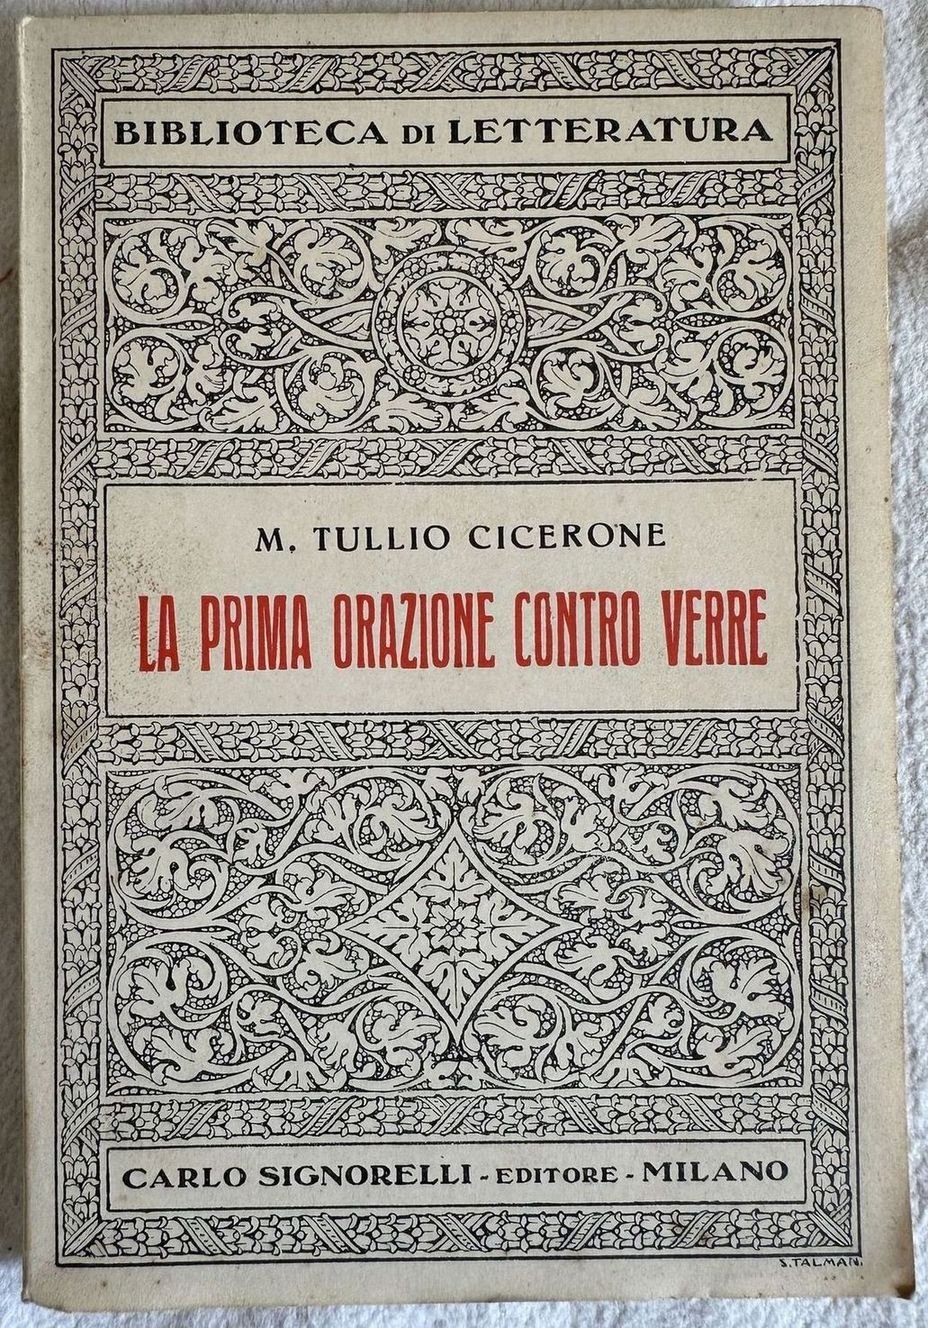 BIBLIOTECA DI LETTERATURA
M. TULLIO CICERONE
LA PRIMA ORAZIONE CONTRO VERRE
CARLO SIGNORELLI - EDITORE - MILANO
S. TALMAN.